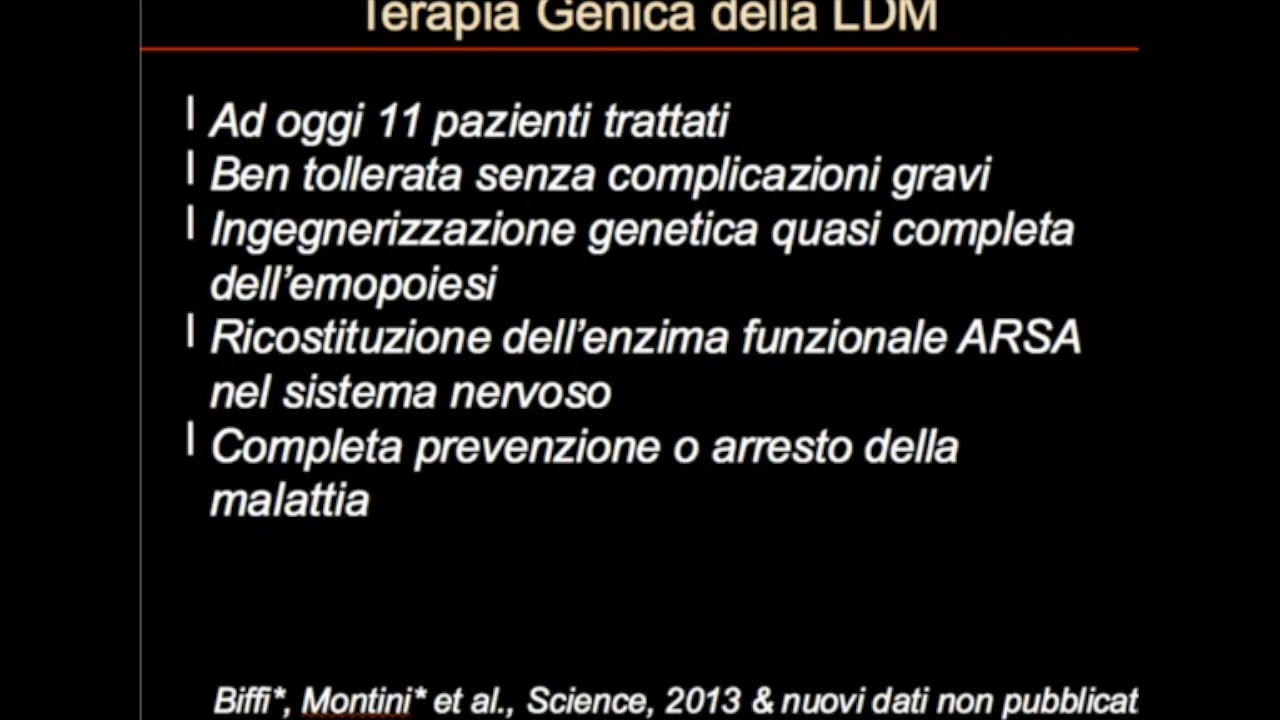 Terapia Genica della LDM
Ad oggi 11 pazienti trattati
Ben tollerata senza complicazioni gravi
Ingegnerizzazione genetica quasi completa
dell’emopoiesi
Ricostituzione dell’enzima funzionale ARSA
nel sistema nervoso
Completa prevenzione o arresto della
malattia
Biffi*, Montini* et al., Science, 2013 & nuovi dati non pubblicat